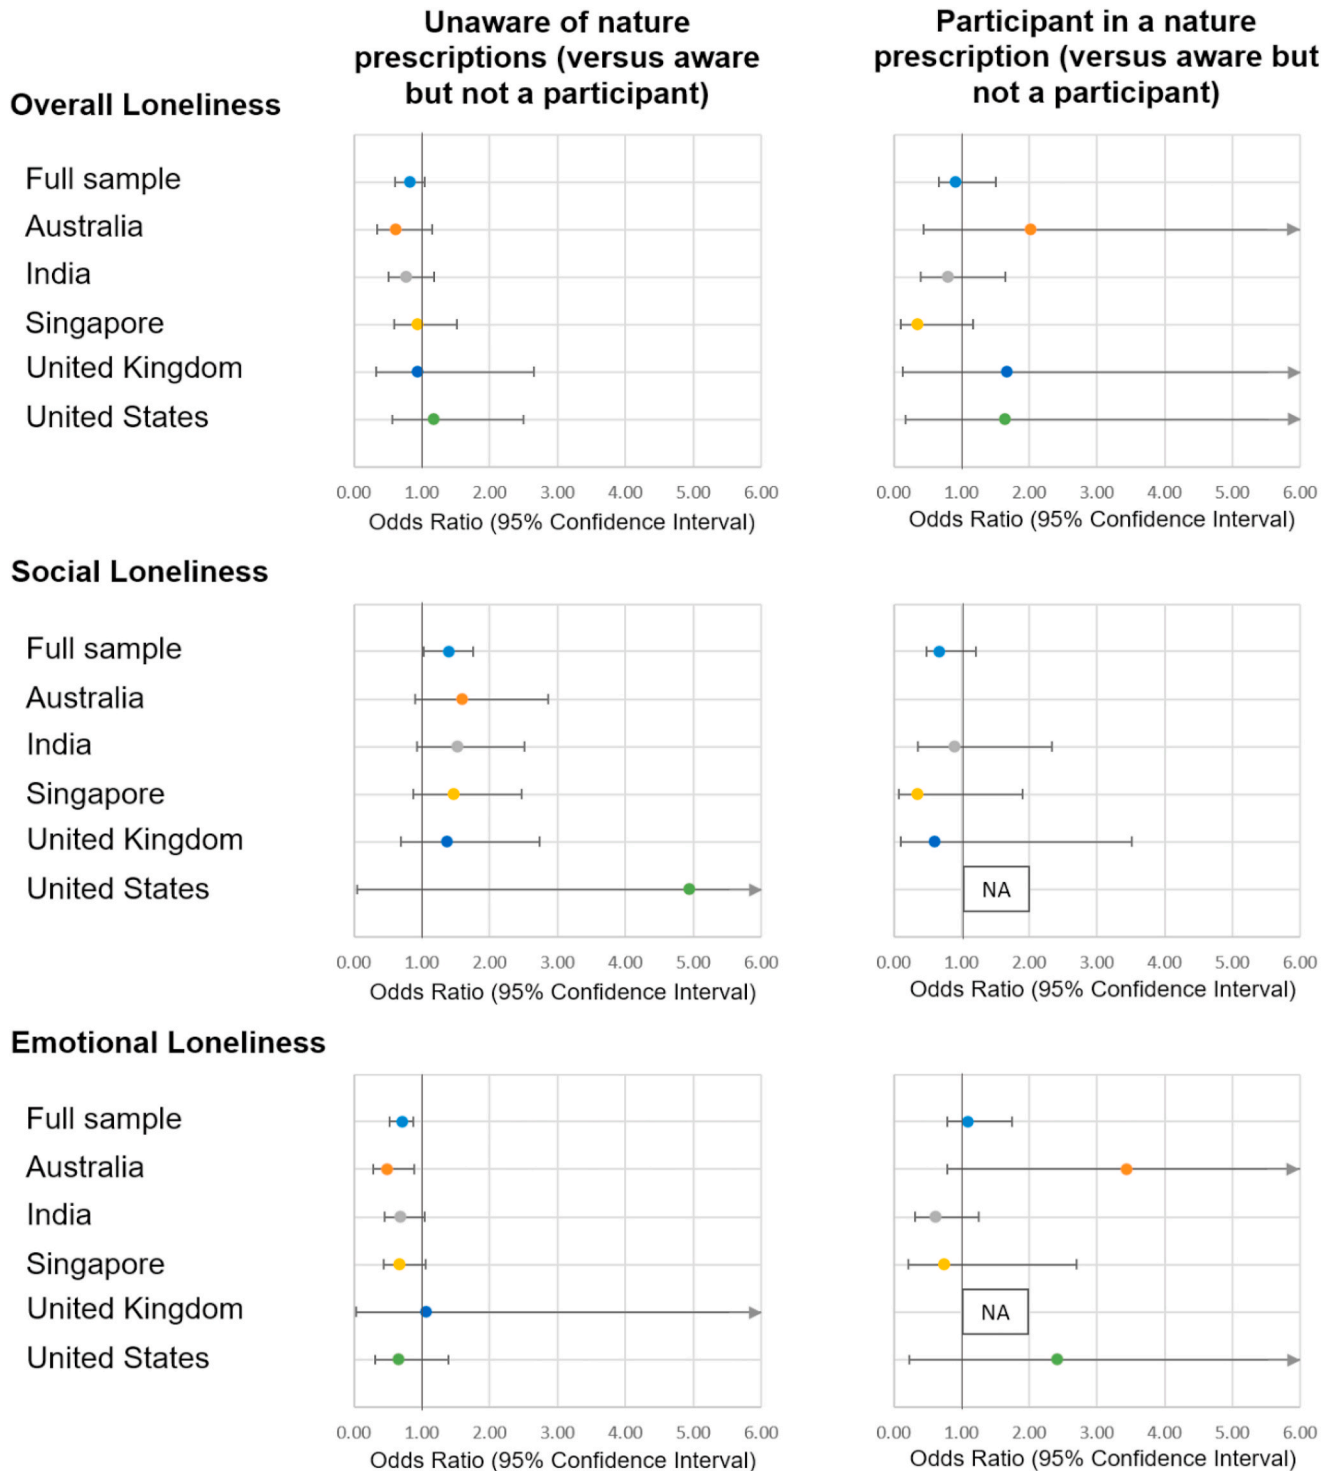 Unaware of nature
prescriptions (versus aware
but not a participant)
Participant in a nature
prescription (versus aware but
not a participant)
Overall Loneliness
Full sample
Australia
India
Singapore
United Kingdom
United States
0.00 1.00 2.00 3.00 4.00 5.00 6.00
Odds Ratio (95% Confidence Interval)
0.00 1.00 2.00 3.00 4.00 5.00 6.00
Odds Ratio (95% Confidence Interval)
Social Loneliness
Full sample
Australia
India
Singapore
United Kingdom
United States
NA
0.00 1.00 2.00 3.00 4.00 5.00 6.00
Odds Ratio (95% Confidence Interval)
0.00 1.00 2.00 3.00 4.00 5.00 6.00
Odds Ratio (95% Confidence Interval)
Emotional Loneliness
Full sample
Australia
India
Singapore
United Kingdom
NA
United States
0.00 1.00 2.00 3.00 4.00 5.00 6.00
Odds Ratio (95% Confidence Interval)
0.00 1.00 2.00 3.00 4.00 5.00 6.00
Odds Ratio (95% Confidence Interval)